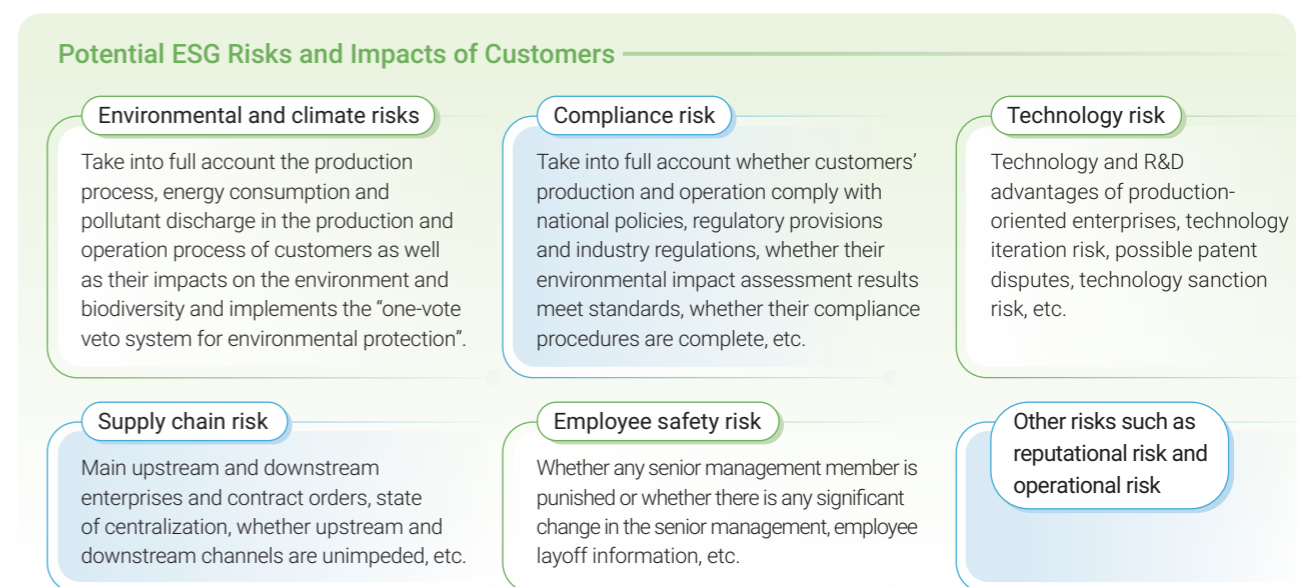 Potential ESG Risks and Impacts of Customers
Environmental and climate risks
Take into full account the production
process, energy consumption and
pollutant discharge in the production and
operation process of customers as well
as their impacts on the environment and
biodiversity and implements the “one-vote
veto system for environmental protection”.
Compliance risk
Take into full account whether customers’
production and operation comply with
national policies, regulatory provisions
and industry regulations, whether their
environmental impact assessment results
meet standards, whether their compliance
procedures are complete, etc.
Technology risk
Technology and R&D
advantages of production-
oriented enterprises, technology
iteration risk, possible patent
disputes, technology sanction
risk, etc.
Supply chain risk
Main upstream and downstream
enterprises and contract orders, state
of centralization, whether upstream and
downstream channels are unimpeded, etc.
Employee safety risk
Whether any senior management member is
punished or whether there is any significant
change in the senior management, employee
layoff information, etc.
Other risks such as
reputational risk and
operational risk